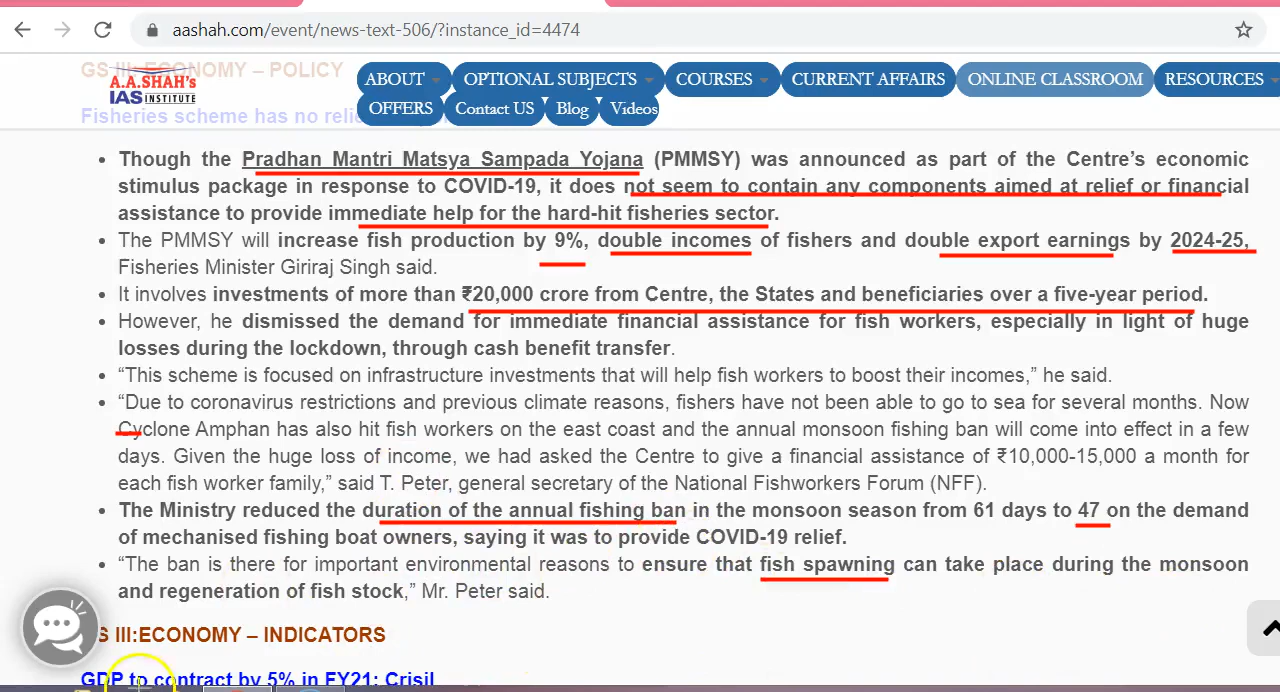 aashah.com/event/news-text-506/?instance_id=4474
GS III: ECONOMY – POLICY
A.A.SHAH's
IAS INSTITUTE
ABOUT
OPTIONAL SUBJECTS
COURSES
CURRENT AFFAIRS
ONLINE CLASSROOM
RESOURCES
OFFERS
Contact US
Blog
Videos
Fisheries scheme has no
• Though the Pradhan Mantri Matsya Sampada Yojana (PMMSY) was announced as part of the Centre’s economic
stimulus package in response to COVID-19, it does not seem to contain any components aimed at relief or financial
assistance to provide immediate help for the hard-hit fisheries sector.
• The PMMSY will increase fish production by 9%, double incomes of fishers and double export earnings by 2024-25,
Fisheries Minister Giriraj Singh said.
• It involves investments of more than ₹20,000 crore from Centre, the States and beneficiaries over a five-year period.
• However, he dismissed the demand for immediate financial assistance for fish workers, especially in light of huge
losses during the lockdown, through cash benefit transfer.
• “This scheme is focused on infrastructure investments that will help fish workers to boost their incomes,” he said.
• “Due to coronavirus restrictions and previous climate reasons, fishers have not been able to go to sea for several months. Now
Cyclone Amphan has also hit fish workers on the east coast and the annual monsoon fishing ban will come into effect in a few
days. Given the huge loss of income, we had asked the Centre to give a financial assistance of ₹10,000-15,000 a month for
each fish worker family,” said T. Peter, general secretary of the National Fishworkers Forum (NFF).
• The Ministry reduced the duration of the annual fishing ban in the monsoon season from 61 days to 47 on the demand
of mechanised fishing boat owners, saying it was to provide COVID-19 relief.
• “The ban is there for important environmental reasons to ensure that fish spawning can take place during the monsoon
and regeneration of fish stock,” Mr. Peter said.
S III:ECONOMY – INDICATORS
GDP to contract by 5% in FY21: Crisil